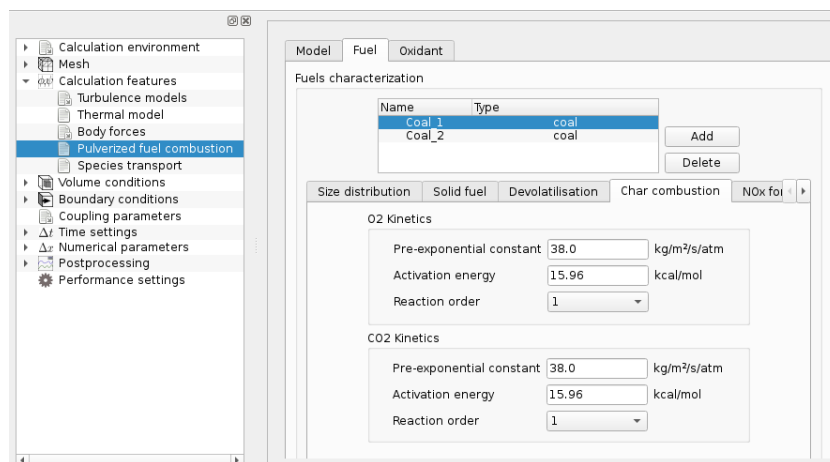 Calculation environment
Mesh
Calculation features
Turbulence models
Thermal model
Body forces
Pulverized fuel combustion
Species transport
Volume conditions
Boundary conditions
Coupling parameters
Δt Time settings
Δx Numerical parameters
Postprocessing
Performance settings
Model Fuel Oxidant
Fuels characterization
Name Type
Coal_1 coal
Coal_2 coal
Add
Delete
Size distribution Solid fuel Devolatilisation Char combustion NOx for
O2 Kinetics
Pre-exponential constant 38.0 kg/m²/s/atm
Activation energy 15.96 kcal/mol
Reaction order 1
CO2 Kinetics
Pre-exponential constant 38.0 kg/m²/s/atm
Activation energy 15.96 kcal/mol
Reaction order 1